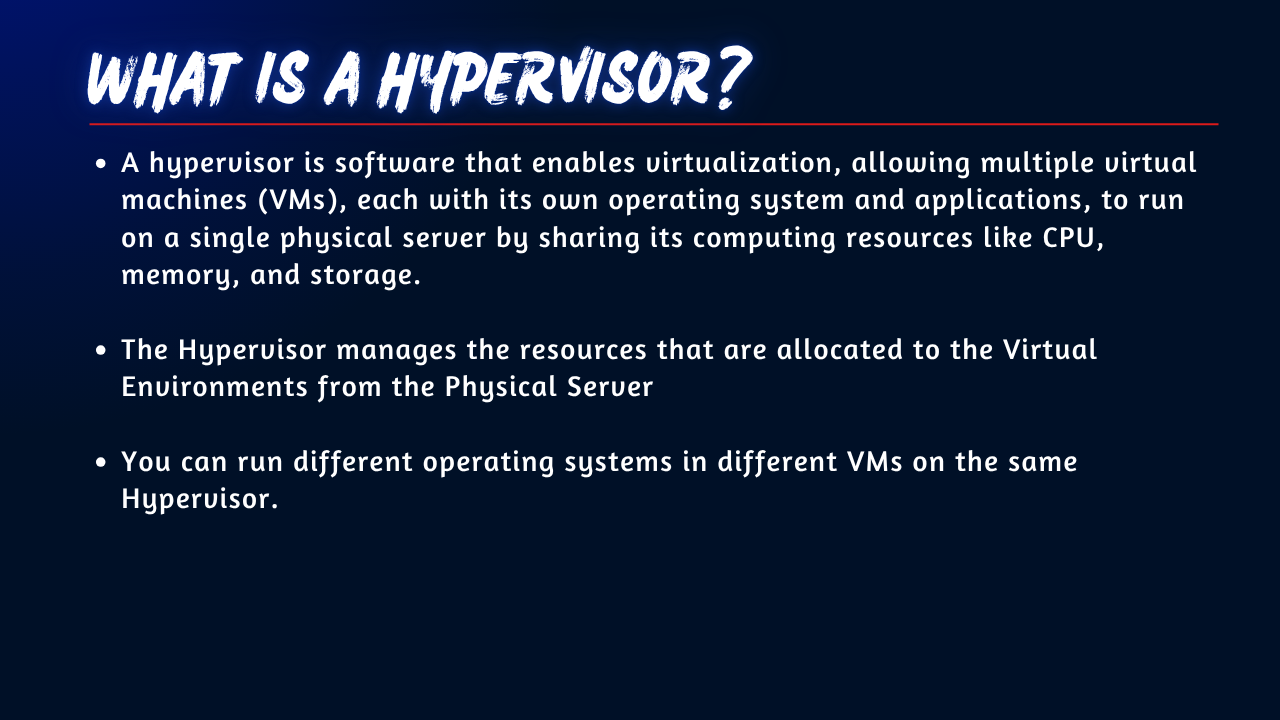 WHAT IS A HYPERVISOR?
• A hypervisor is software that enables virtualization, allowing multiple virtual
machines (VMs), each with its own operating system and applications, to run
on a single physical server by sharing its computing resources like CPU,
memory, and storage.
• The Hypervisor manages the resources that are allocated to the Virtual
Environments from the Physical Server
• You can run different operating systems in different VMs on the same
Hypervisor.